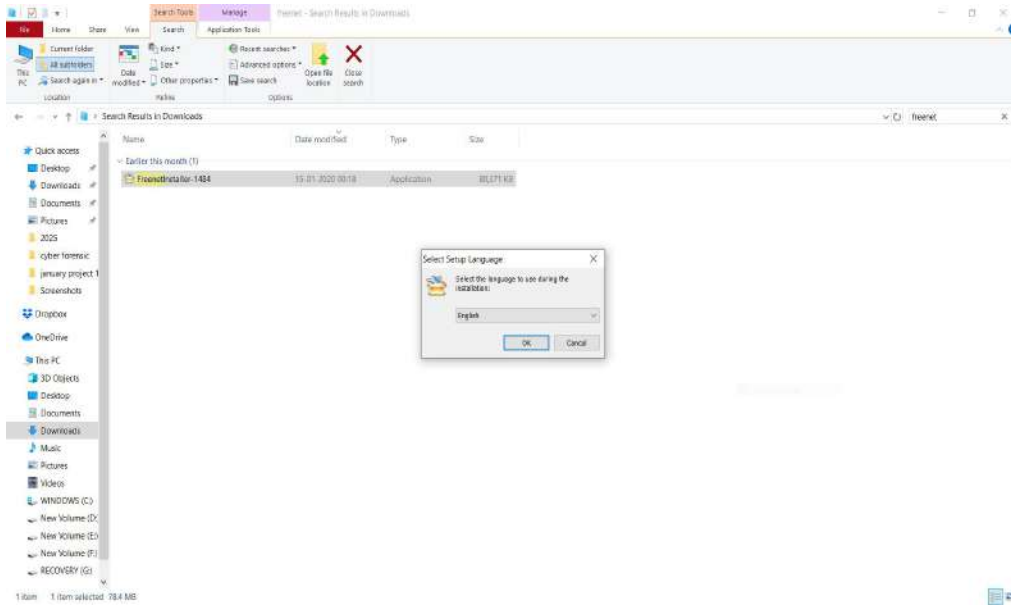 Search Tools Manage freenet - Search Results in Downloads
File Home Share View Search Application Tools
This PC
Current folder
All subfolders
Search again in
Location
Date modified
Kind
Size
Other properties
Refine
Recent searches
Advanced options
Save search
Open file location
Close search
Options
Search Results in Downloads
freenet
Name Date modified Type Size
Earlier this month (1)
FreenetInstaller-1484 Application
Quick access
Desktop
Downloads
Documents
Pictures
2025
cyber forensic
january project 1
Screenshots
Dropbox
OneDrive
This PC
3D Objects
Desktop
Documents
Downloads
Music
Pictures
Videos
WINDOWS (C:)
New Volume (D:
New Volume (E:)
New Volume (F:)
RECOVERY (G:)
1 item 1 item selected 78.4 MB
Select Setup Language
Select the language to use during the
installation:
English
OK Cancel